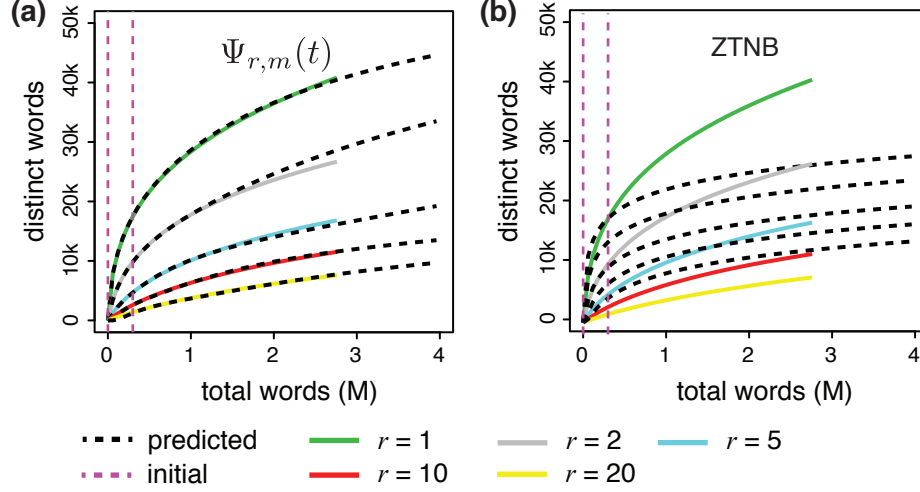 (a)
Ψr,m(t)
distinct words
0
10k
20k
30k
40k
50k
0
1
2
3
4
total words (M)
(b)
ZTNB
distinct words
0
10k
20k
30k
40k
50k
0
1
2
3
4
total words (M)
predicted
r = 1
r = 2
r = 5
initial
r = 10
r = 20